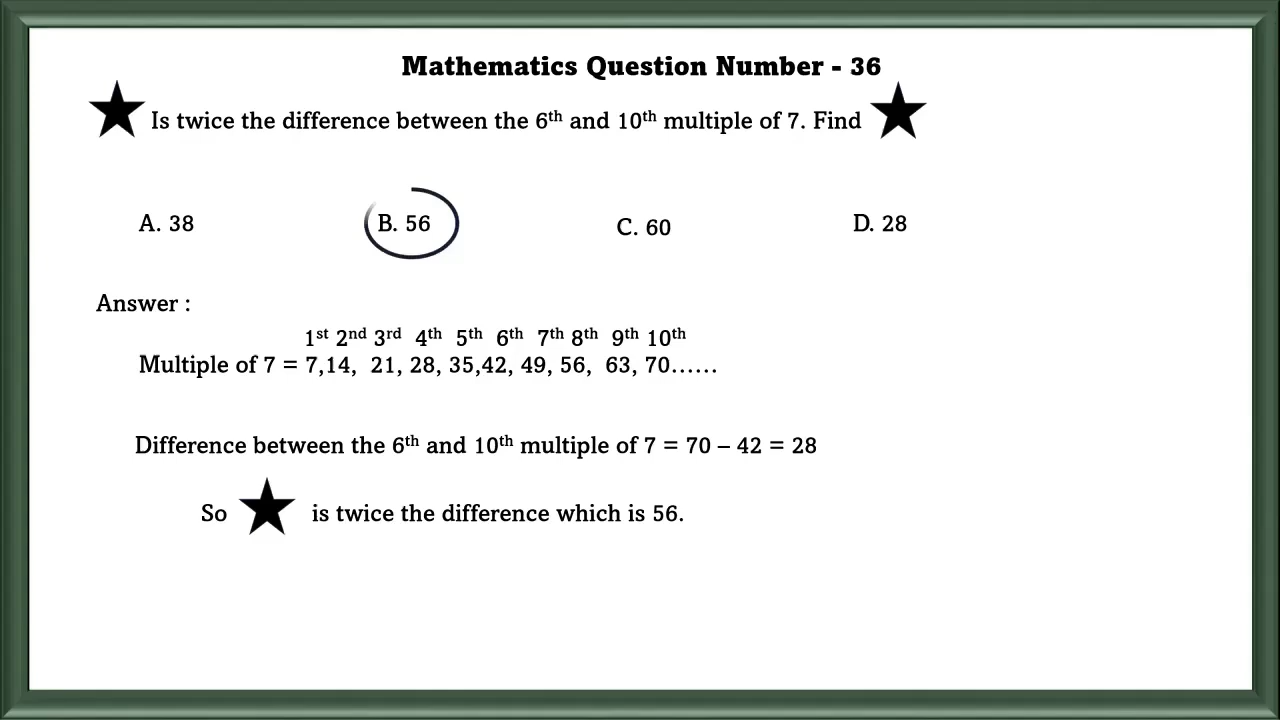 Mathematics Question Number - 36
Is twice the difference between the 6th and 10th multiple of 7. Find
A. 38 B. 56 C. 60 D. 28
Answer :
1st 2nd 3rd 4th 5th 6th 7th 8th 9th 10th
Multiple of 7 = 7,14, 21, 28, 35,42, 49, 56, 63, 70......
Difference between the 6th and 10th multiple of 7 = 70 – 42 = 28
So is twice the difference which is 56.